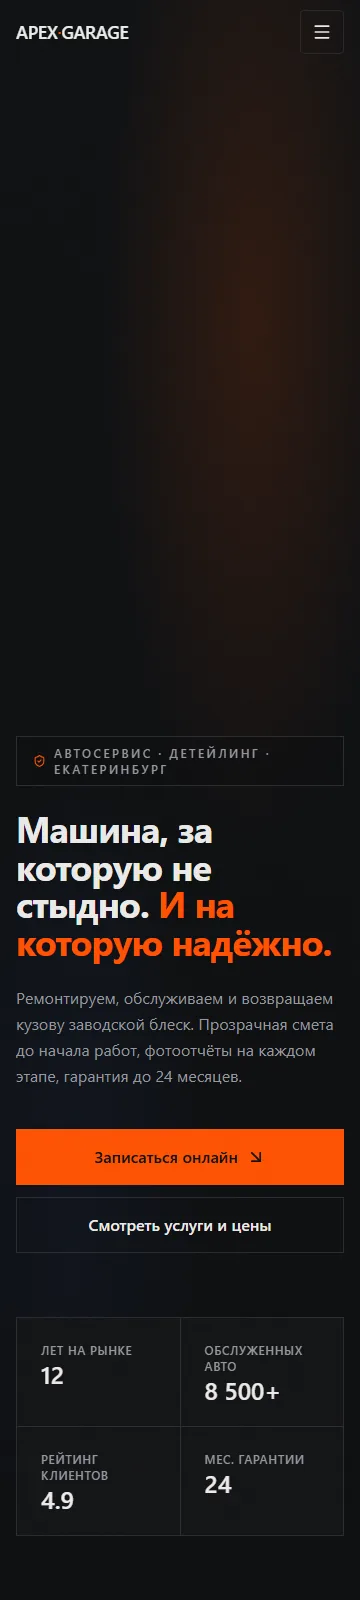 APEX·GARAGE
АВТОСЕРВИС · ДЕТЕЙЛИНГ ·
ЕКАТЕРИНБУРГ
Машина, за
которую не
стыдно. И на
которую надёжно.
Ремонтируем, обслуживаем и возвращаем
кузову заводской блеск. Прозрачная смета
до начала работ, фотоотчёты на каждом
этапе, гарантия до 24 месяцев.
Записаться онлайн
Смотреть услуги и цены
ЛЕТ НА РЫНКЕ
12
ОБСЛУЖЕННЫХ
АВТО
8 500+
РЕЙТИНГ
КЛИЕНТОВ
4.9
МЕС. ГАРАНТИИ
24